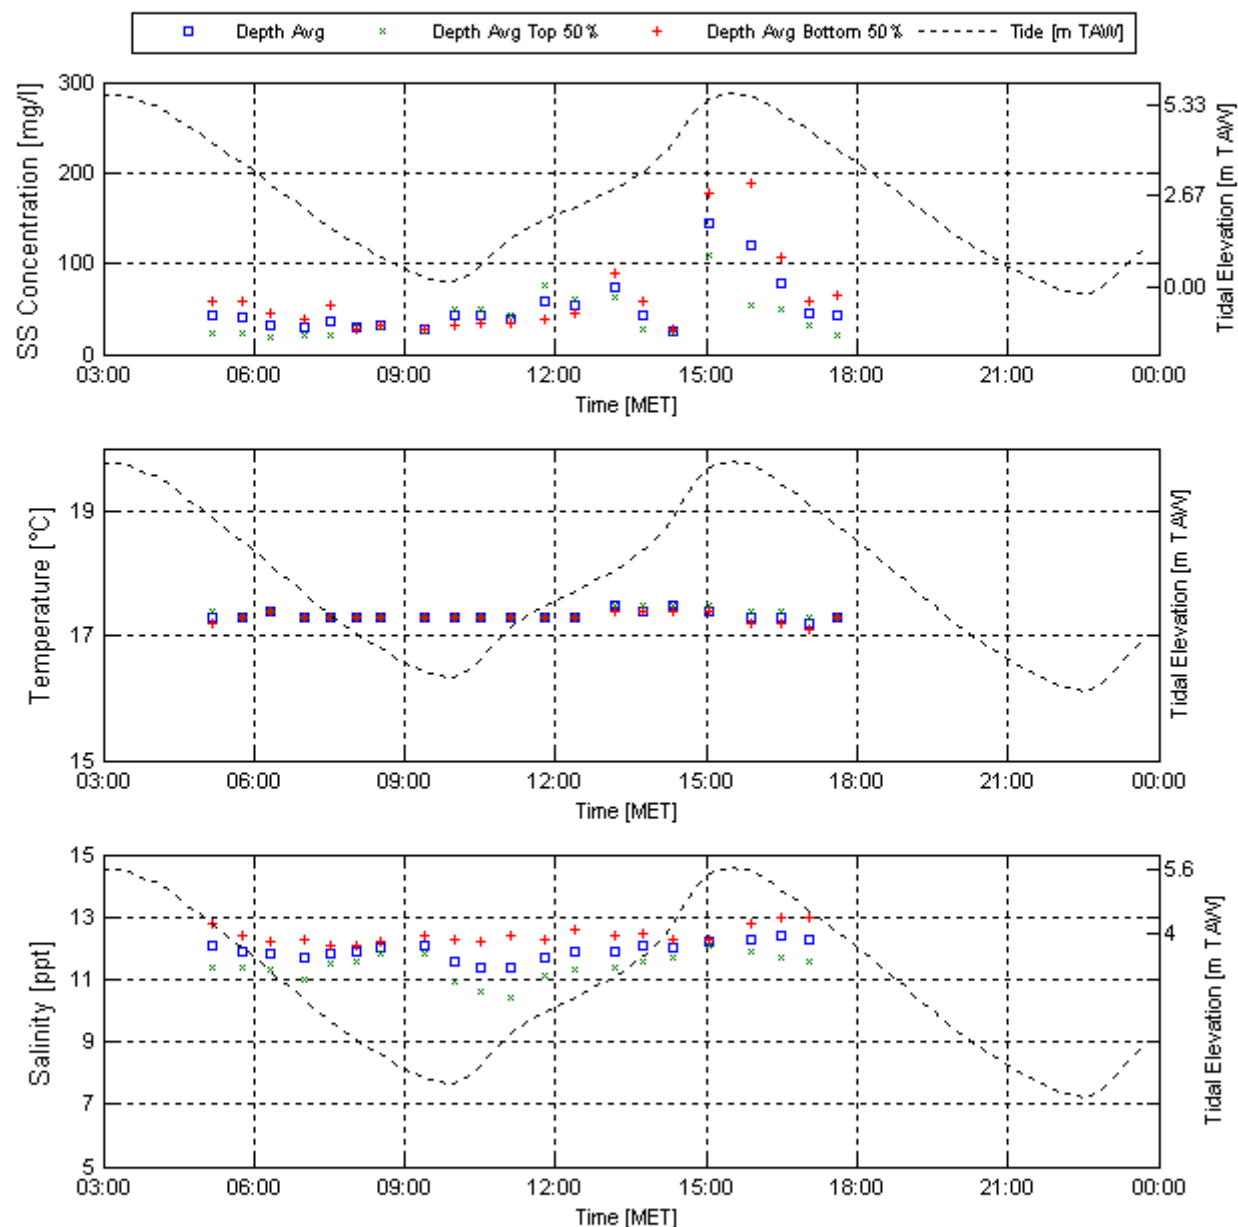 Depth Avg Depth Avg Top 50% Depth Avg Bottom 50% Tide [m TAW]
SS Concentration [mg/l]
300
200
100
0
5.33
2.67
0.00
Tidal Elevation [m TAW]
03:00 06:00 09:00 12:00 15:00 18:00 21:00 00:00
Time [MET]
Temperature [°C]
19
17
15
Tidal Elevation [m TAW]
03:00 06:00 09:00 12:00 15:00 18:00 21:00 00:00
Time [MET]
Salinity [ppt]
15
13
11
9
7
5
5.6
4
Tidal Elevation [m TAW]
03:00 06:00 09:00 12:00 15:00 18:00 21:00 00:00
Time [MET]